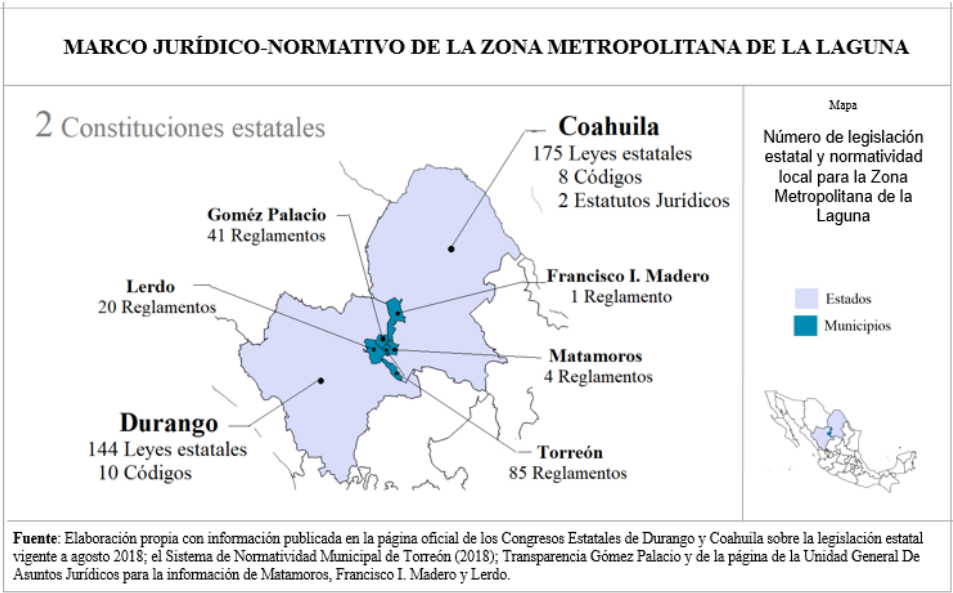 MARCO JURÍDICO-NORMATIVO DE LA ZONA METROPOLITANA DE LA LAGUNA
2 Constituciones estatales
Coahuila
175 Leyes estatales
8 Códigos
2 Estatutos Jurídicos
Goméz Palacio
41 Reglamentos
Lerdo
20 Reglamentos
Francisco I. Madero
1 Reglamento
Matamoros
4 Reglamentos
Durango
144 Leyes estatales
10 Códigos
Torreón
85 Reglamentos
Mapa
Número de legislación
estatal y normatividad
local para la Zona
Metropolitana de la
Laguna
Estados
Municipios
Fuente: Elaboración propia con información publicada en la página oficial de los Congresos Estatales de Durango y Coahuila sobre la legislación estatal
vigente a agosto 2018; el Sistema de Normatividad Municipal de Torreón (2018); Transparencia Gómez Palacio y de la página de la Unidad General De
Asuntos Jurídicos para la información de Matamoros, Francisco I. Madero y Lerdo.